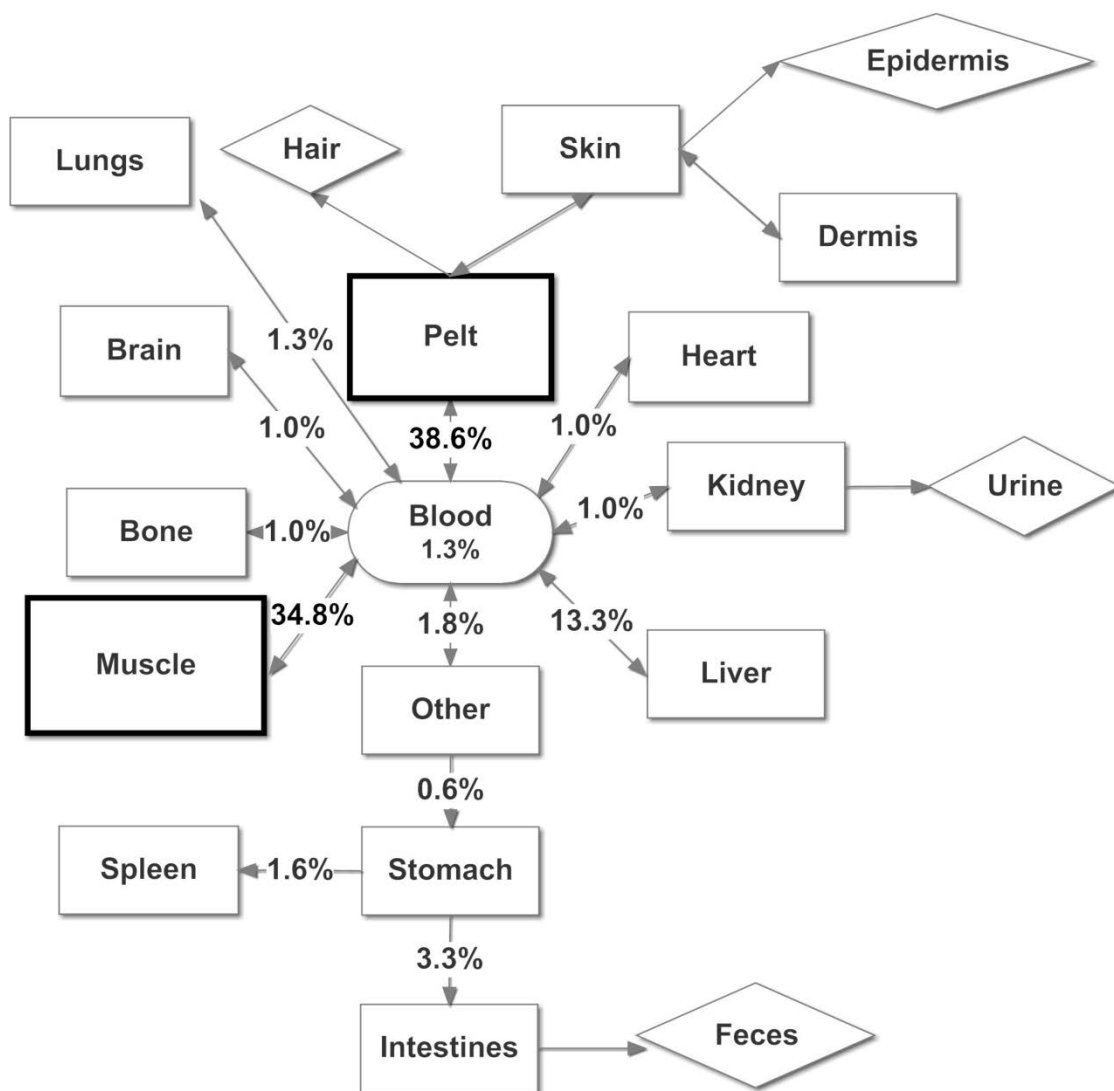 Epidermis
Lungs
Hair
Skin
Dermis
Brain
1.3%
Pelt
Heart
1.0%
38.6%
1.0%
Kidney
Urine
Bone
1.0%
Blood
1.3%
1.0%
34.8%
1.8%
13.3%
Muscle
Other
Liver
0.6%
Spleen
1.6%
Stomach
3.3%
Intestines
Feces